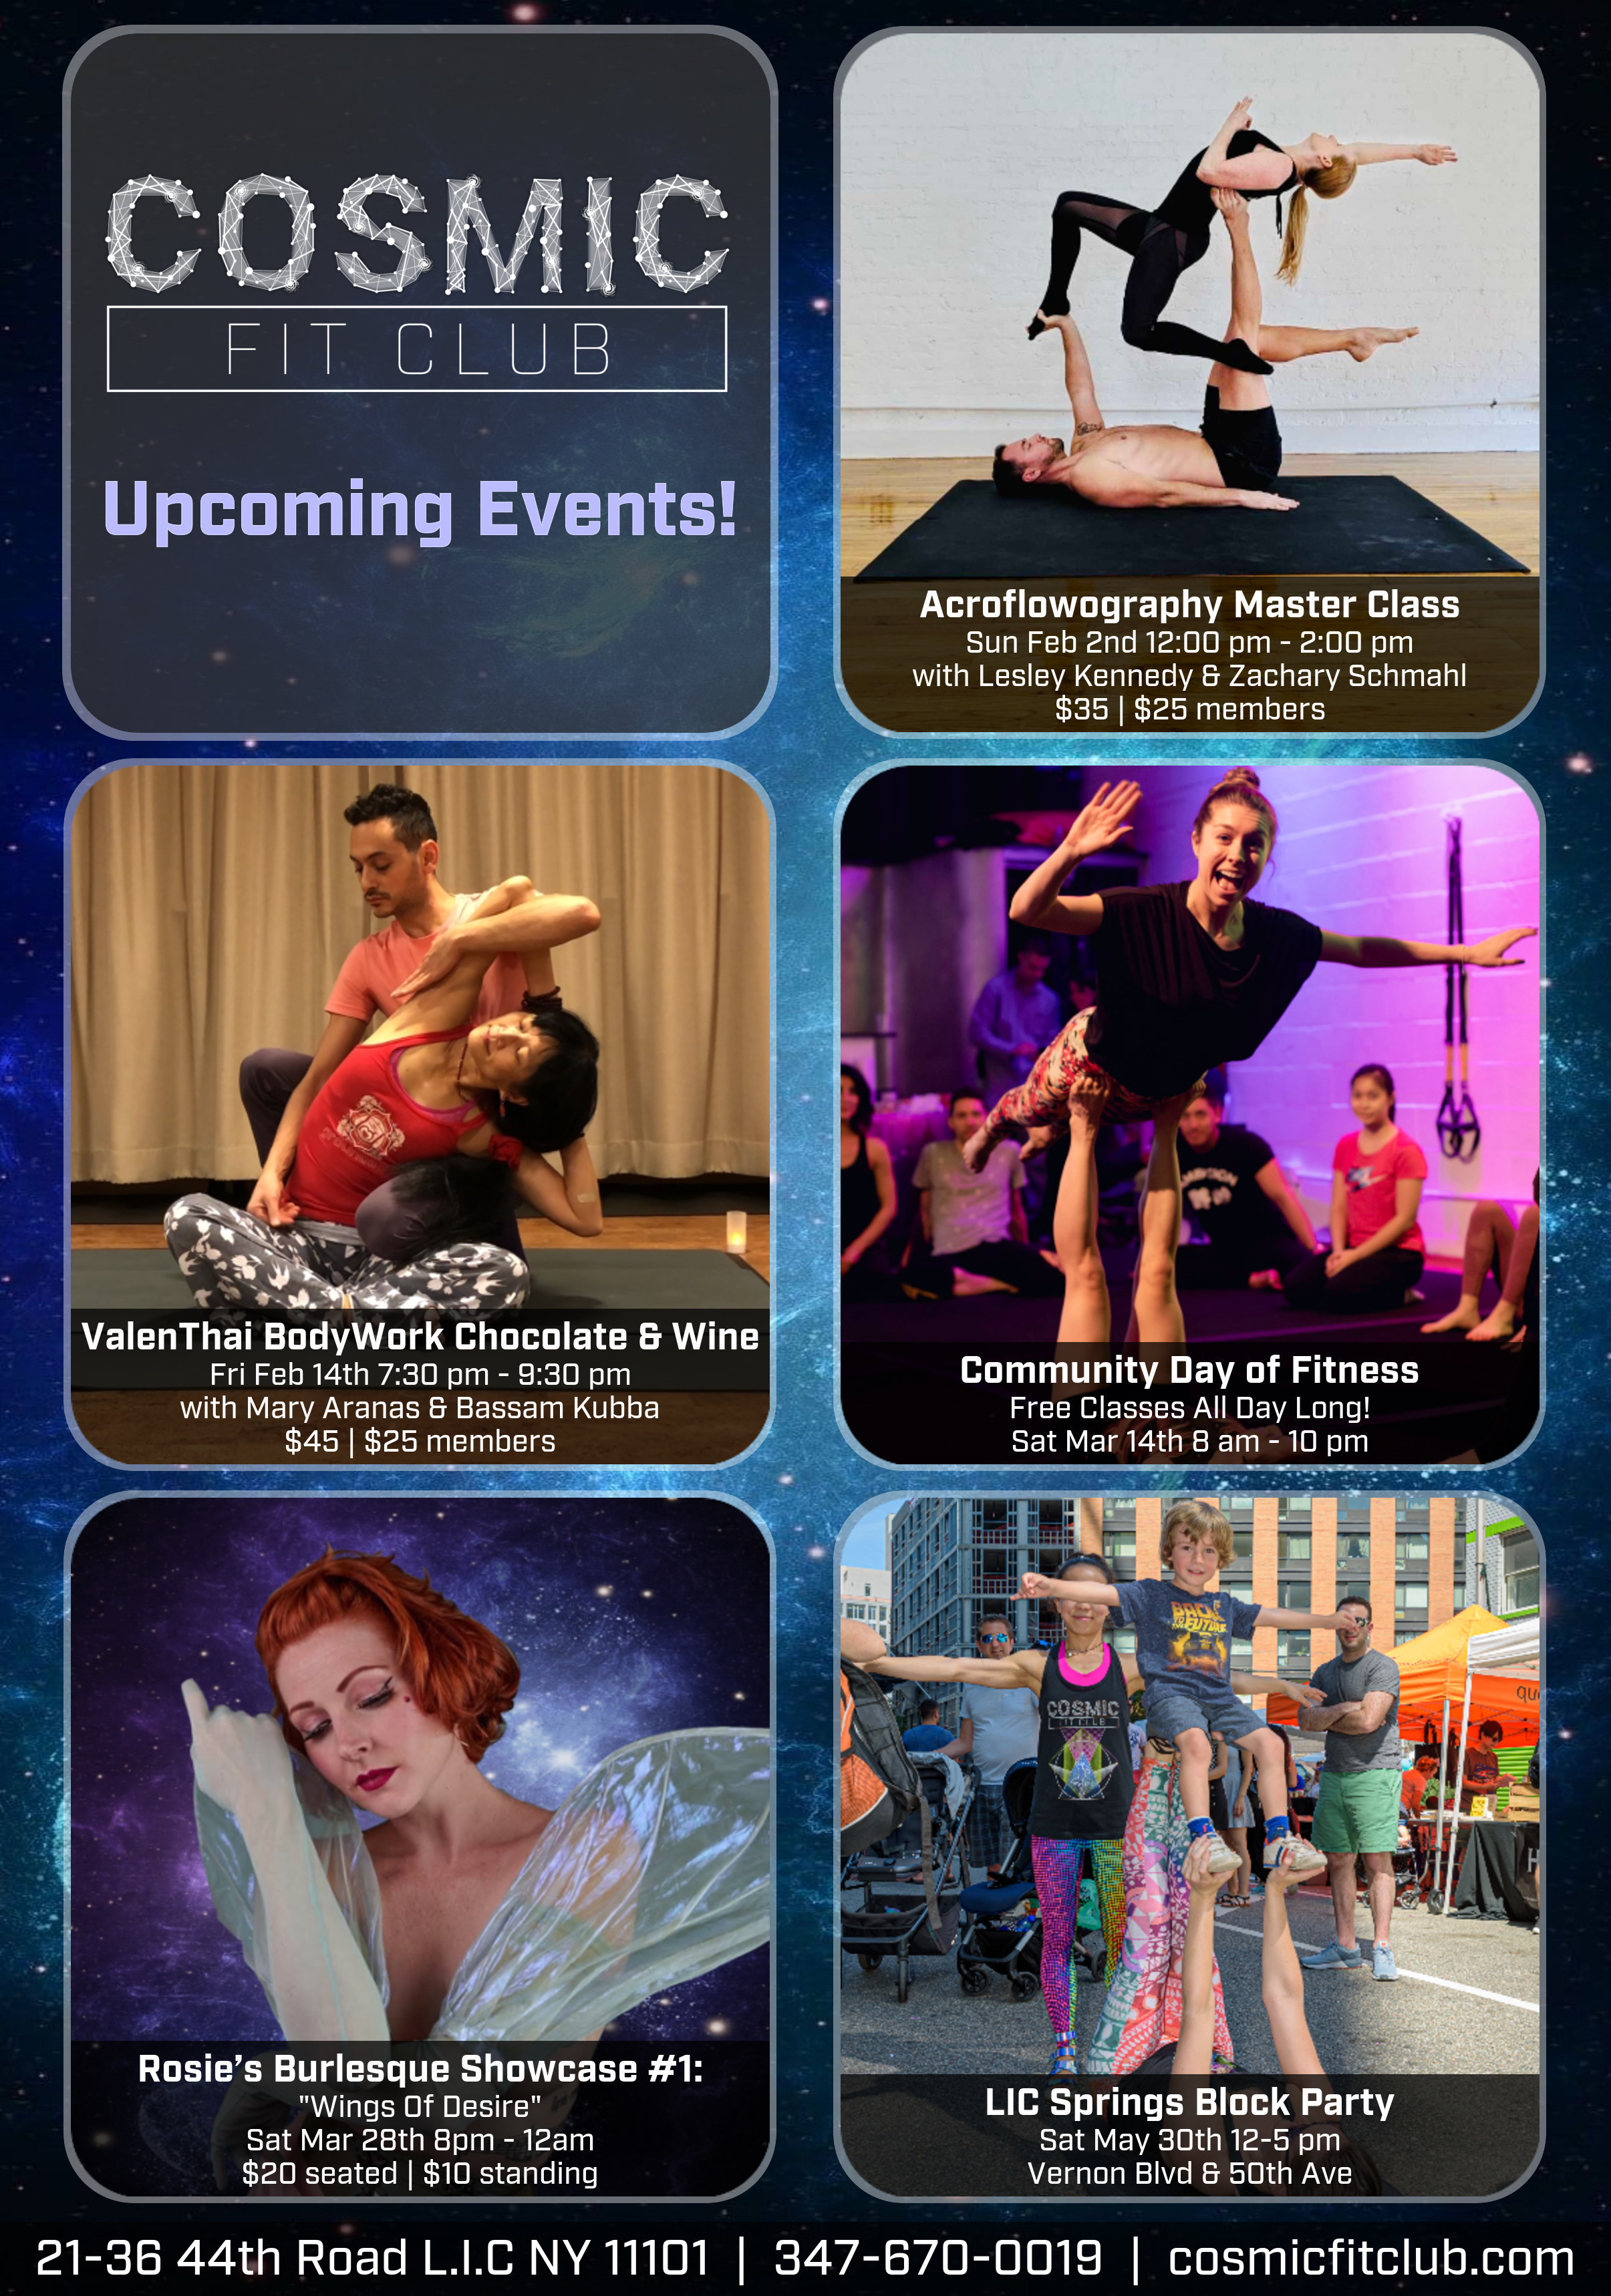 COSMIC
FIT CLUB
Upcoming Events!
Acroflowography Master Class
Sun Feb 2nd 12:00 pm - 2:00 pm
with Lesley Kennedy & Zachary Schmahl
$35 | $25 members
ValenThai BodyWork Chocolate & Wine
Fri Feb 14th 7:30 pm - 9:30 pm
with Mary Aranas & Bassam Kubba
$45 | $25 members
Community Day of Fitness
Free Classes All Day Long!
Sat Mar 14th 8 am - 10 pm
BACK
TO THE
FUTURE
COSMIC
Rosie's Burlesque Showcase #1:
"Wings Of Desire"
Sat Mar 28th 8pm - 12am
$20 seated | $10 standing
LIC Springs Block Party
Sat May 30th 12-5 pm
Vernon Blvd & 50th Ave
21-36 44th Road L.I.C NY 11101 | 347-670-0019 | cosmicfitclub.com